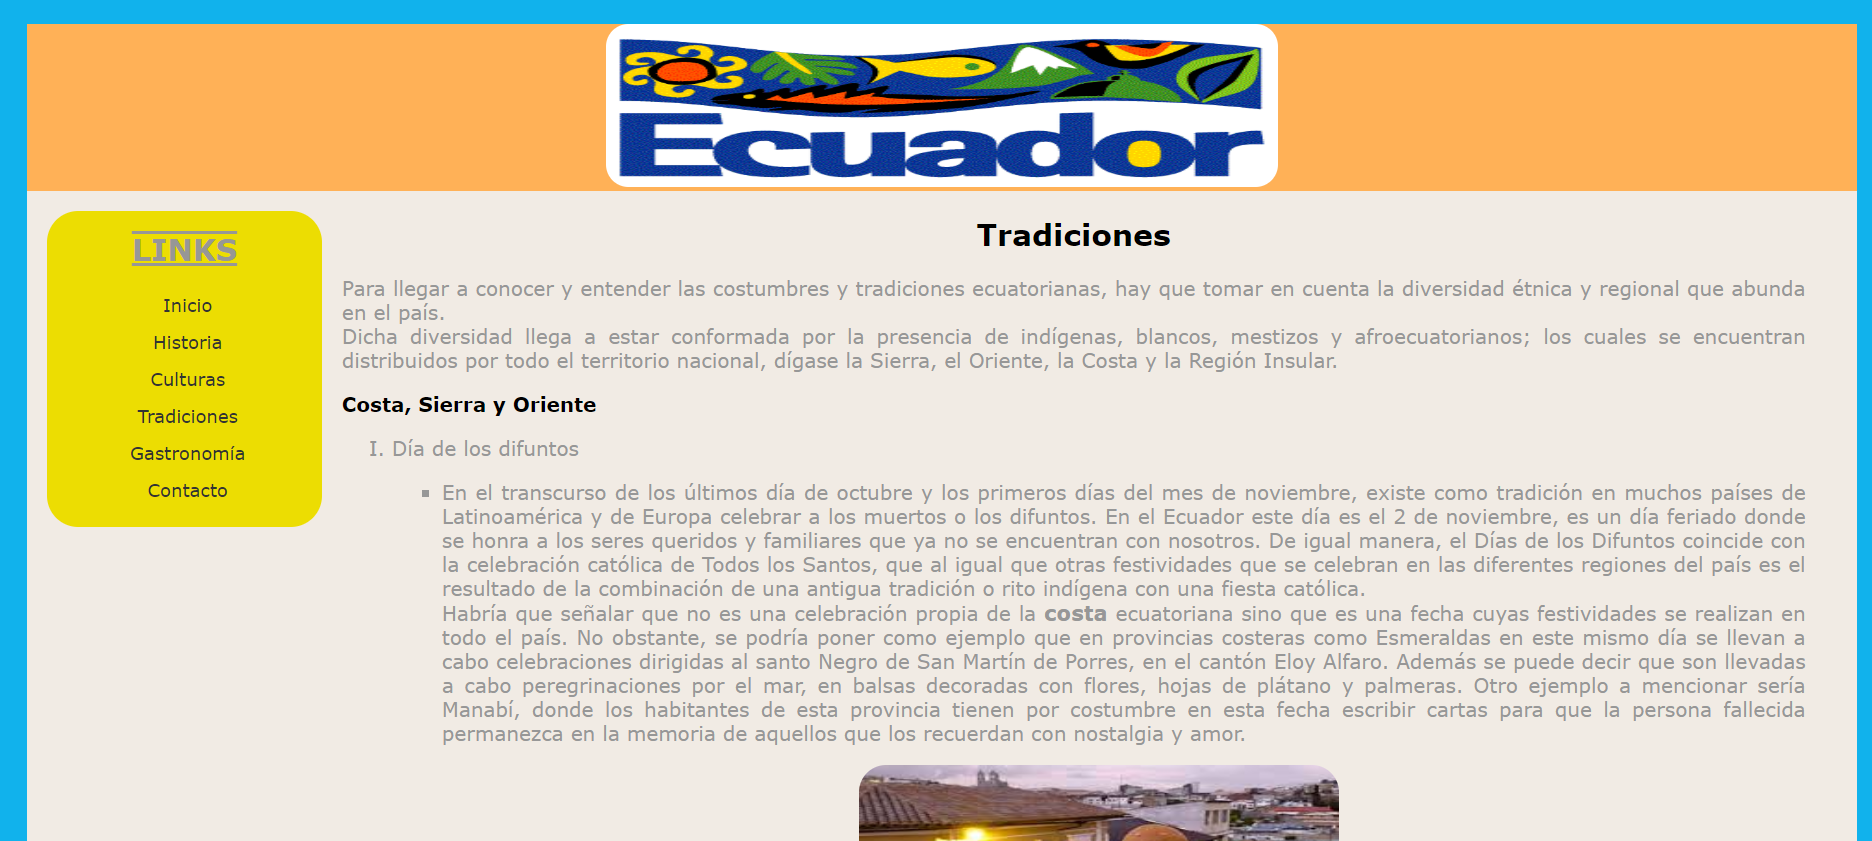 Ecuador
LINKS
Inicio
Historia
Culturas
Tradiciones
Gastronomía
Contacto
Tradiciones
Para llegar a conocer y entender las costumbres y tradiciones ecuatorianas, hay que tomar en cuenta la diversidad étnica y regional que abunda
en el país.
Dicha diversidad llega a estar conformada por la presencia de indígenas, blancos, mestizos y afroecuatorianos; los cuales se encuentran
distribuidos por todo el territorio nacional, dígase la Sierra, el Oriente, la Costa y la Región Insular.
Costa, Sierra y Oriente
I. Día de los difuntos
▪ En el transcurso de los últimos día de octubre y los primeros días del mes de noviembre, existe como tradición en muchos países de
Latinoamérica y de Europa celebrar a los muertos o los difuntos. En el Ecuador este día es el 2 de noviembre, es un día feriado donde
se honra a los seres queridos y familiares que ya no se encuentran con nosotros. De igual manera, el Días de los Difuntos coincide con
la celebración católica de Todos los Santos, que al igual que otras festividades que se celebran en las diferentes regiones del país es el
resultado de la combinación de una antigua tradición o rito indígena con una fiesta católica.
Habría que señalar que no es una celebración propia de la costa ecuatoriana sino que es una fecha cuyas festividades se realizan en
todo el país. No obstante, se podría poner como ejemplo que en provincias costeras como Esmeraldas en este mismo día se llevan a
cabo celebraciones dirigidas al santo Negro de San Martín de Porres, en el cantón Eloy Alfaro. Además se puede decir que son llevadas
a cabo peregrinaciones por el mar, en balsas decoradas con flores, hojas de plátano y palmeras. Otro ejemplo a mencionar sería
Manabí, donde los habitantes de esta provincia tienen por costumbre en esta fecha escribir cartas para que la persona fallecida
permanezca en la memoria de aquellos que los recuerdan con nostalgia y amor.